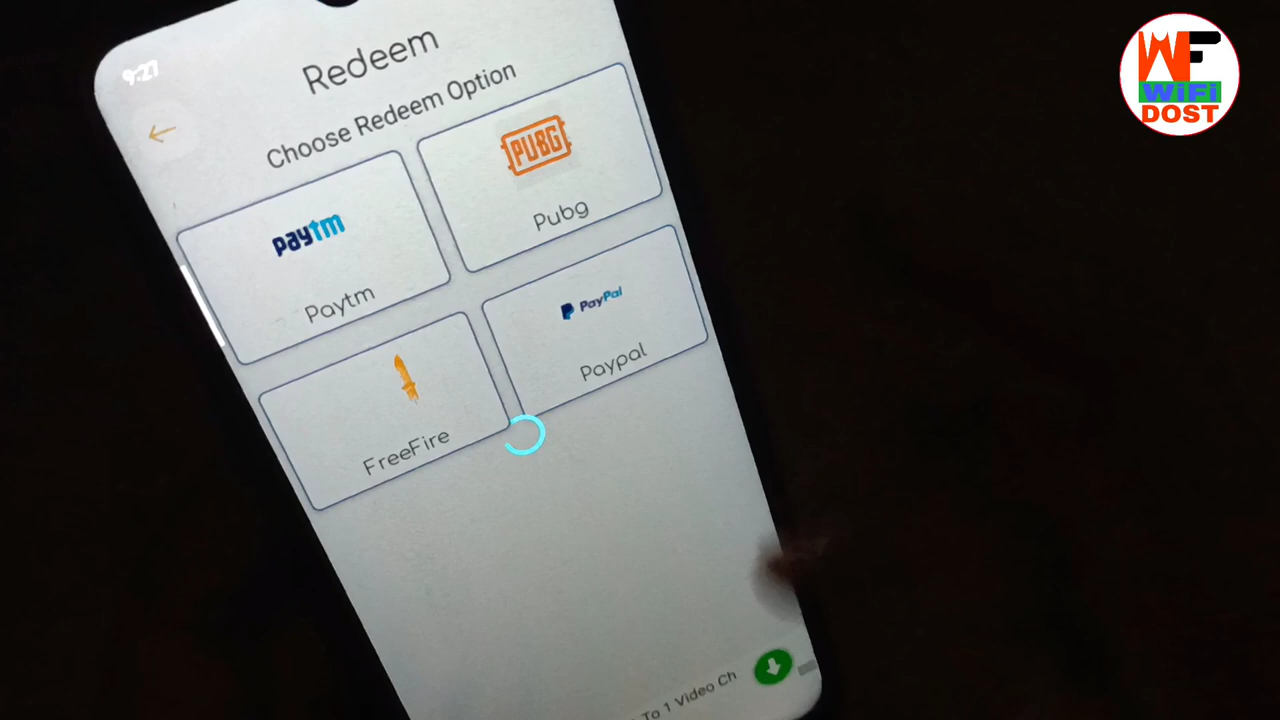 9:27
Redeem
Choose Redeem Option
paytm
Paytm
PUBG
Pubg
FreeFire
PayPal
Paypal
To 1 Video Ch
WF
WiFi
DOST